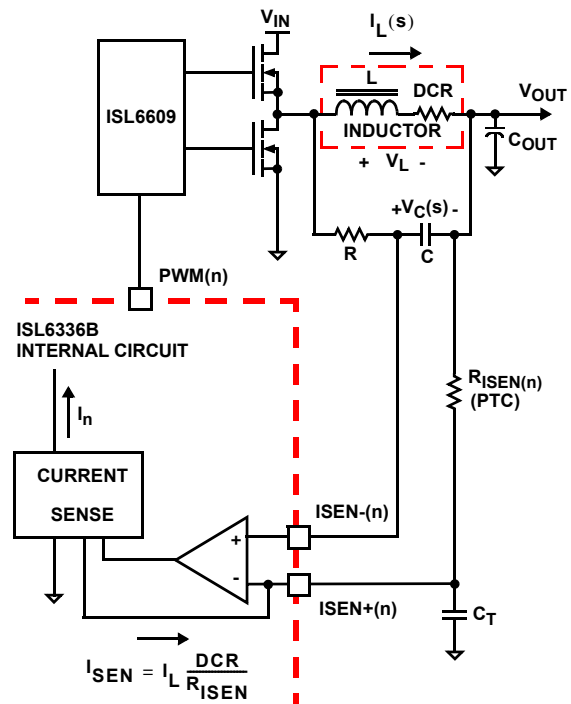 V_IN
I_L(s)
L
DCR
V_OUT
ISL6609
INDUCTOR
C_OUT
+ V_L -
+V_C(s)-
R
C
PWM(n)
ISL6336B
INTERNAL CIRCUIT
R_ISEN(n)
(PTC)
I_n
CURRENT
SENSE
ISEN-(n)
+
-
ISEN+(n)
C_T
I_SEN = I_L DCR/R_ISEN